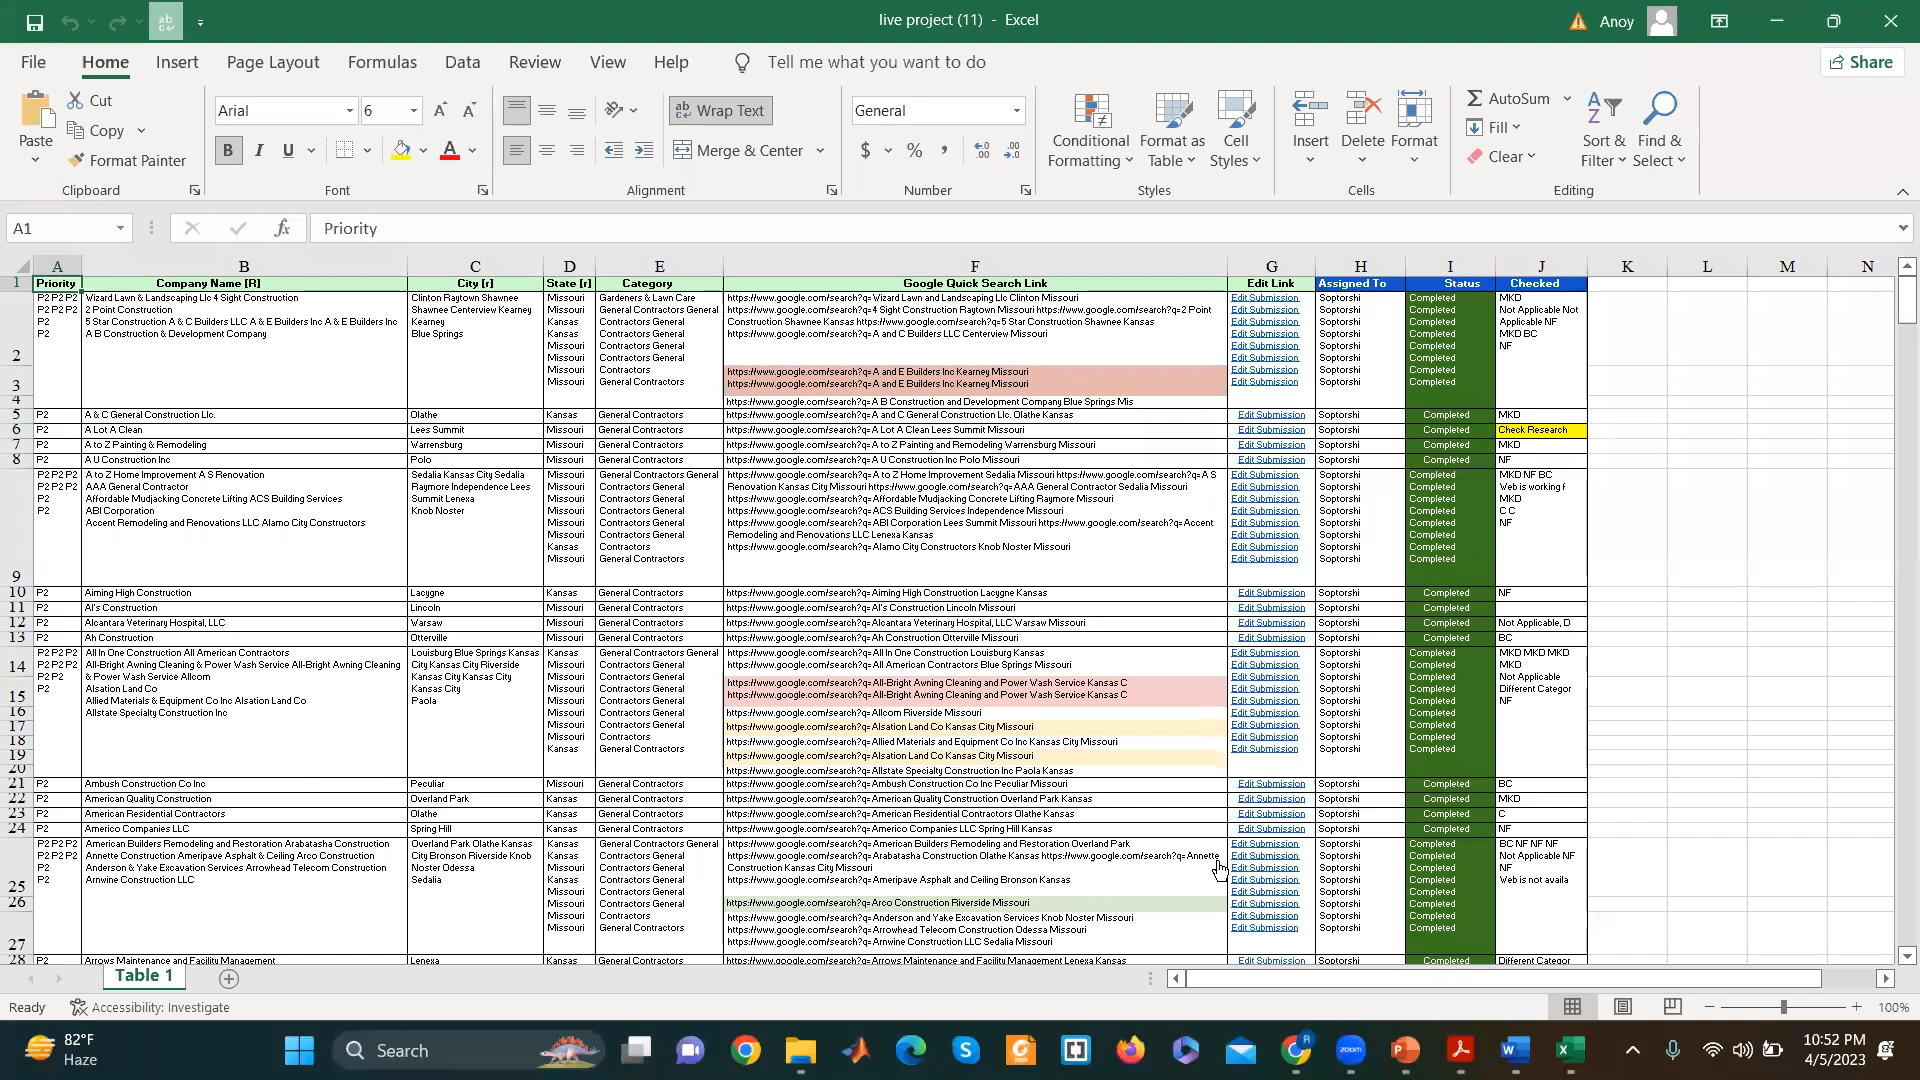 live project (11) - Excel
Anoy
File Home Insert Page Layout Formulas Data Review View Help Tell me what you want to do Share
Paste Cut Copy Format Painter Clipboard
Arial 6 Font
Wrap Text Merge & Center Alignment
General Number
Conditional Formatting Format as Table Cell Styles Styles
Insert Delete Format Cells
AutoSum Fill Clear Sort & Filter Find & Select Editing
A1 Priority
A B C D E F G H I J K L M N
1 Priority Company Name [R] City [r] State [r] Category Google Quick Search Link Edit Link Assigned To Status Checked
P2 P2 P2 Wizard Lawn & Landscaping Llc 4 Sight Construction Clinton Raytown Shawnee Missouri Gardeners & Lawn Care https://www.google.com/search?q=Wizard Lawn and Landscaping Llc Clinton Missouri Edit Submission Soptorshi Completed MKD
P2 P2 P2 2 Point Construction Shawnee Centerview Kearney Missouri General Contractors General https://www.google.com/search?q=4 Sight Construction Raytown Missouri https://www.google.com/search?q=2 Point Edit Submission Soptorshi Completed Not Applicable Not
P2 5 Star Construction A & C Builders LLC A & E Builders Inc A & E Builders Inc Kearney Kansas Contractors General Construction Shawnee Kansas https://www.google.com/search?q=5 Star Construction Shawnee Kansas Edit Submission Soptorshi Completed Applicable NF
P2 A B Construction & Development Company Blue Springs Kansas Contractors General https://www.google.com/search?q=A and C Builders LLC Centerview Missouri Edit Submission Soptorshi Completed MKD BC
Missouri Contractors General Edit Submission Soptorshi Completed NF
2 Missouri Contractors General Edit Submission Soptorshi Completed
Missouri Contractors https://www.google.com/search?q=A and E Builders Inc Kearney Missouri Edit Submission Soptorshi Completed
3 Missouri General Contractors https://www.google.com/search?q=A and E Builders Inc Kearney Missouri Edit Submission Soptorshi Completed
4 https://www.google.com/search?q=A B Construction and Development Company Blue Springs Mis
5 P2 A & C General Construction Llc. Olathe Kansas General Contractors https://www.google.com/search?q=A and C General Construction Llc. Olathe Kansas Edit Submission Soptorshi Completed MKD
6 P2 A Lot A Clean Lees Summit Missouri General Contractors https://www.google.com/search?q=A Lot A Clean Lees Summit Missouri Edit Submission Soptorshi Completed Check Research
7 P2 A to Z Painting & Remodeling Warrensburg Missouri General Contractors https://www.google.com/search?q=A to Z Painting and Remodeling Warrensburg Missouri Edit Submission Soptorshi Completed MKD
8 P2 A U Construction Inc Polo Missouri General Contractors https://www.google.com/search?q=A U Construction Inc Polo Missouri Edit Submission Soptorshi Completed NF
P2 P2 P2 A to Z Home Improvement A S Renovation Sedalia Kansas City Sedalia Missouri General Contractors General https://www.google.com/search?q=A to Z Home Improvement Sedalia Missouri https://www.google.com/search?q=A S Edit Submission Soptorshi Completed MKD NF BC
P2 P2 P2 AAA General Contractor Raymore Independence Lees Missouri Contractors General Renovation Kansas City Missouri https://www.google.com/search?q=AAA General Contractor Sedalia Missouri Edit Submission Soptorshi Completed Web is working f
P2 Affordable Mudjacking Concrete Lifting ACS Building Services Summit Lenexa Missouri Contractors General https://www.google.com/search?q=Affordable Mudjacking Concrete Lifting Raymore Missouri Edit Submission Soptorshi Completed MKD
P2 ABI Corporation Knob Noster Missouri Contractors General https://www.google.com/search?q=ACS Building Services Independence Missouri Edit Submission Soptorshi Completed C C
Accent Remodeling and Renovations LLC Alamo City Constructors Missouri Contractors General https://www.google.com/search?q=ABI Corporation Lees Summit Missouri https://www.google.com/search?q=Accent Edit Submission Soptorshi Completed NF
Missouri Contractors General Remodeling and Renovations LLC Lenexa Kansas Edit Submission Soptorshi Completed
Kansas Contractors https://www.google.com/search?q=Alamo City Constructors Knob Noster Missouri Edit Submission Soptorshi Completed
9 Missouri General Contractors Edit Submission Soptorshi Completed
10 P2 Aiming High Construction Lacygne Kansas General Contractors https://www.google.com/search?q=Aiming High Construction Lacygne Kansas Edit Submission Soptorshi Completed NF
11 P2 Al's Construction Lincoln Missouri General Contractors https://www.google.com/search?q=Al's Construction Lincoln Missouri Edit Submission Soptorshi Completed
12 P2 Alcantara Veterinary Hospital, LLC Warsaw Missouri General Contractors https://www.google.com/search?q=Alcantara Veterinary Hospital, LLC Warsaw Missouri Edit Submission Soptorshi Completed Not Applicable, D
13 P2 Ah Construction Otterville Missouri General Contractors https://www.google.com/search?q=Ah Construction Otterville Missouri Edit Submission Soptorshi Completed BC
P2 P2 P2 All In One Construction All American Contractors Louisburg Blue Springs Kansas Kansas General Contractors General https://www.google.com/search?q=All In One Construction Louisburg Kansas Edit Submission Soptorshi Completed MKD MKD MKD
14 P2 P2 P2 All-Bright Awning Cleaning & Power Wash Service All-Bright Awning Cleaning City Kansas City Riverside Missouri Contractors General https://www.google.com/search?q=All American Contractors Blue Springs Missouri Edit Submission Soptorshi Completed MKD
P2 P2 & Power Wash Service Allcom Kansas City Kansas City Missouri Contractors General https://www.google.com/search?q=All-Bright Awning Cleaning and Power Wash Service Kansas C Edit Submission Soptorshi Completed Not Applicable
15 P2 Alsation Land Co Kansas City Missouri Contractors General https://www.google.com/search?q=All-Bright Awning Cleaning and Power Wash Service Kansas C Edit Submission Soptorshi Completed Different Categor
Allied Materials & Equipment Co Inc Alsation Land Co Paola Missouri Contractors General Edit Submission Soptorshi Completed NF
16 Allstate Specialty Construction Inc Missouri Contractors General https://www.google.com/search?q=Allcom Riverside Missouri Edit Submission Soptorshi Completed
17 Missouri Contractors General https://www.google.com/search?q=Alsation Land Co Kansas City Missouri Edit Submission Soptorshi Completed
18 Missouri Contractors https://www.google.com/search?q=Allied Materials and Equipment Co Inc Kansas City Missouri Edit Submission Soptorshi Completed
19 Kansas General Contractors https://www.google.com/search?q=Alsation Land Co Kansas City Missouri Edit Submission Soptorshi Completed
20 https://www.google.com/search?q=Allstate Specialty Construction Inc Paola Kansas
21 P2 Ambush Construction Co Inc Peculiar Missouri General Contractors https://www.google.com/search?q=Ambush Construction Co Inc Peculiar Missouri Edit Submission Soptorshi Completed BC
22 P2 American Quality Construction Overland Park Kansas General Contractors https://www.google.com/search?q=American Quality Construction Overland Park Kansas Edit Submission Soptorshi Completed MKD
23 P2 American Residential Contractors Olathe Kansas General Contractors https://www.google.com/search?q=American Residential Contractors Olathe Kansas Edit Submission Soptorshi Completed C
24 P2 Americo Companies LLC Spring Hill Kansas General Contractors https://www.google.com/search?q=Americo Companies LLC Spring Hill Kansas Edit Submission Soptorshi Completed NF
P2 P2 P2 American Builders Remodeling and Restoration Arabatasha Construction Overland Park Olathe Kansas Kansas General Contractors General https://www.google.com/search?q=American Builders Remodeling and Restoration Overland Park Edit Submission Soptorshi Completed BC NF NF NF
P2 P2 P2 Annette Construction Ameripave Asphalt & Ceiling Arco Construction City Bronson Riverside Knob Kansas Contractors General https://www.google.com/search?q=Arabatasha Construction Olathe Kansas https://www.google.com/search?q=Annette Edit Submission Soptorshi Completed Not Applicable NF
P2 Anderson & Yake Excavation Services Arrowhead Telecom Construction Noster Odessa Missouri Contractors General Construction Kansas City Missouri Edit Submission Soptorshi Completed NF
P2 Arnwine Construction LLC Sedalia Kansas Contractors General https://www.google.com/search?q=Ameripave Asphalt and Ceiling Bronson Kansas Edit Submission Soptorshi Completed Web is not availa
25 Missouri Contractors General Edit Submission Soptorshi Completed
26 Missouri Contractors General https://www.google.com/search?q=Arco Construction Riverside Missouri Edit Submission Soptorshi Completed
Missouri Contractors https://www.google.com/search?q=Anderson and Yake Excavation Services Knob Noster Missouri Edit Submission Soptorshi Completed
Missouri General Contractors https://www.google.com/search?q=Arrowhead Telecom Construction Odessa Missouri Edit Submission Soptorshi Completed
27 https://www.google.com/search?q=Arnwine Construction LLC Sedalia Missouri
28 P2 Arrows Maintenance and Facility Management Lenexa Kansas General Contractors https://www.google.com/search?q=Arrows Maintenance and Facility Management Lenexa Kansas Edit Submission Soptorshi Completed Different Categor
Table 1
Ready Accessibility: Investigate 100%
82°F
Haze
Search
10:52 PM
4/5/2023